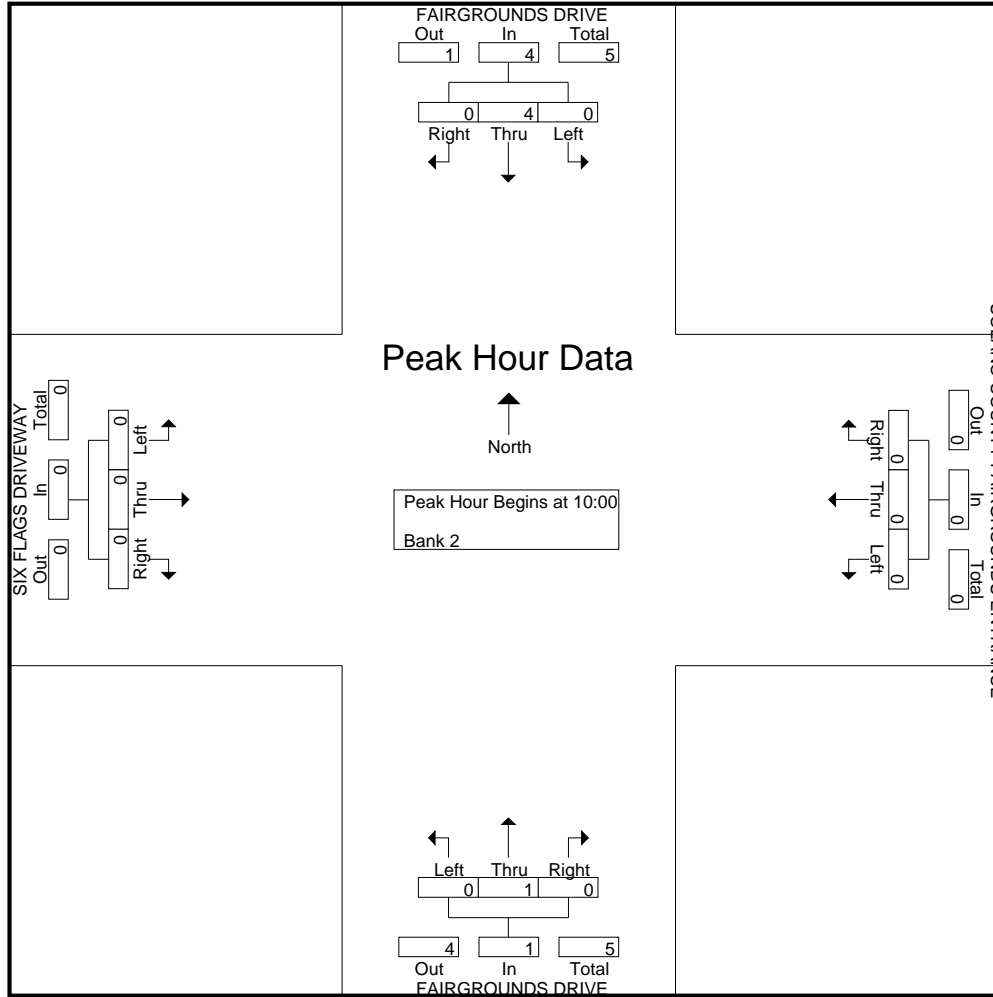 FAIRGROUNDS DRIVE
Out In Total
1 4 5
0 4 0
Right Thru Left
Peak Hour Data
North
Peak Hour Begins at 10:00
Bank 2
SIX FLAGS DRIVEWAY
Total In Out
0 0 0
0 0 0
Left Thru Right
Right Thru Left
0 0 0
0 0 0
Out In Total
Left Thru Right
0 1 0
4 1 5
Out In Total
FAIRGROUNDS DRIVE